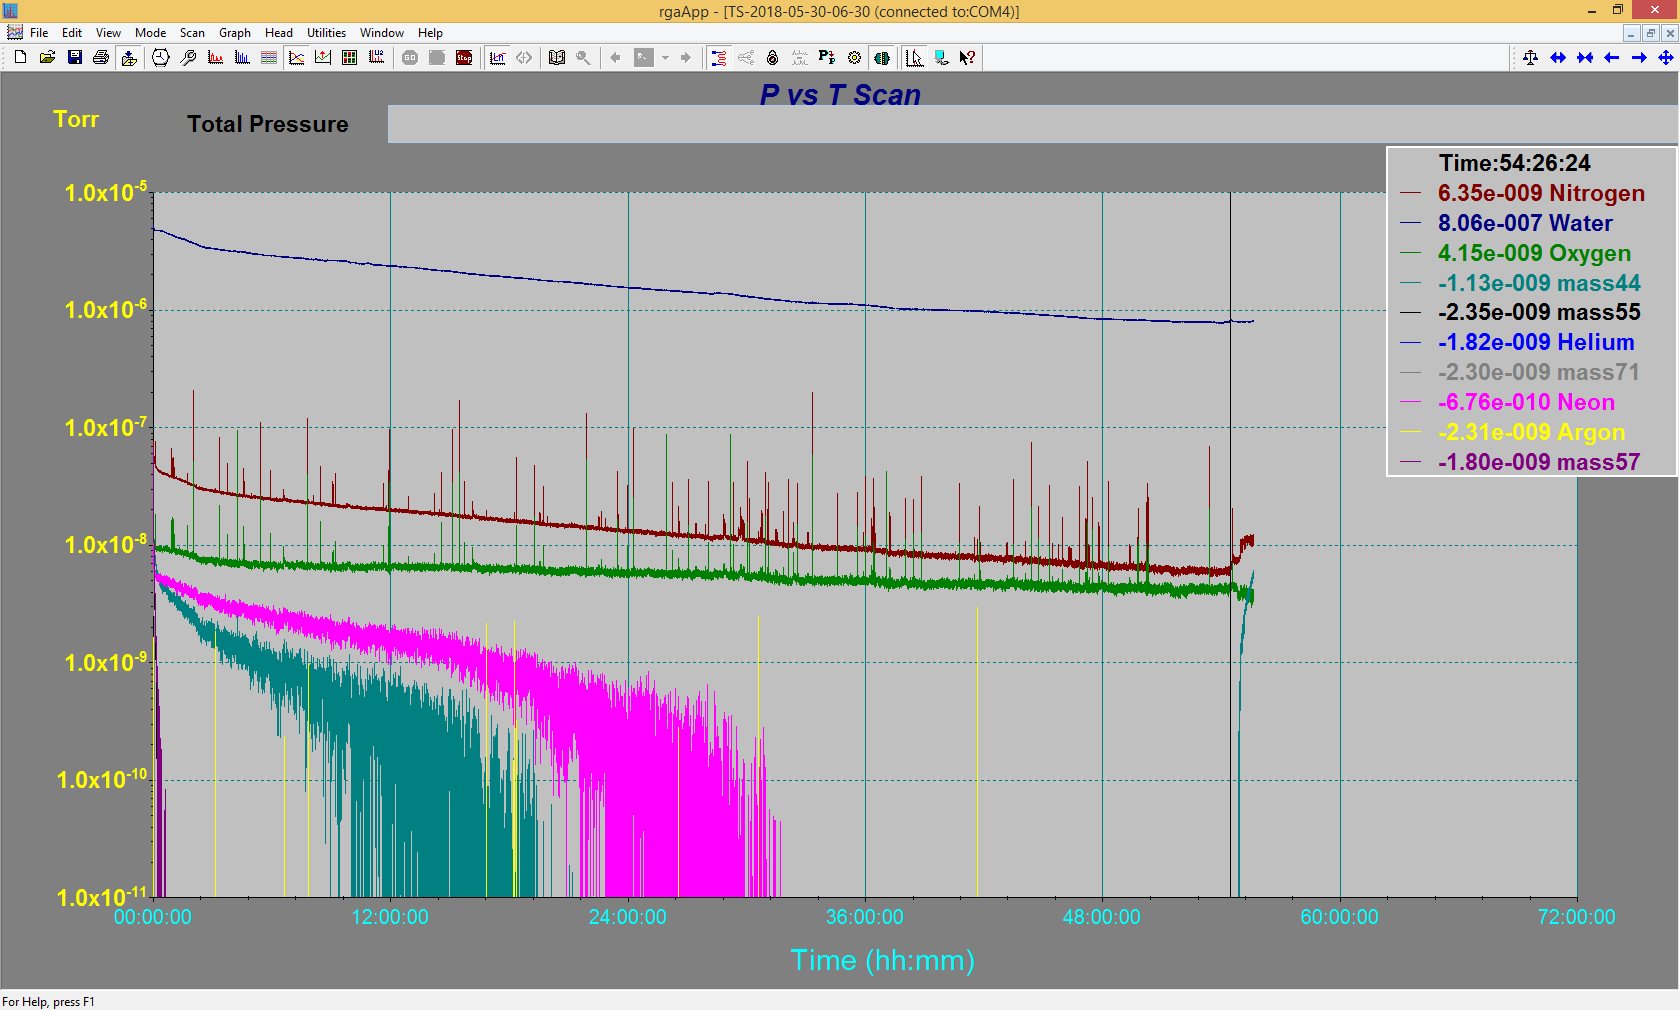 rgaApp - [TS-2018-05-30-06-30 (connected to:COM4)]
File Edit View Mode Scan Graph Head Utilities Window Help
GO Stop
P vs T Scan
Torr
Total Pressure
Time:54:26:24
6.35e-009 Nitrogen
8.06e-007 Water
4.15e-009 Oxygen
-1.13e-009 mass44
-2.35e-009 mass55
-1.82e-009 Helium
-2.30e-009 mass71
-6.76e-010 Neon
-2.31e-009 Argon
-1.80e-009 mass57
1.0x10-5
1.0x10-6
1.0x10-7
1.0x10-8
1.0x10-9
1.0x10-10
1.0x10-11
00:00:00 12:00:00 24:00:00 36:00:00 48:00:00 60:00:00 72:00:00
Time (hh:mm)
For Help, press F1